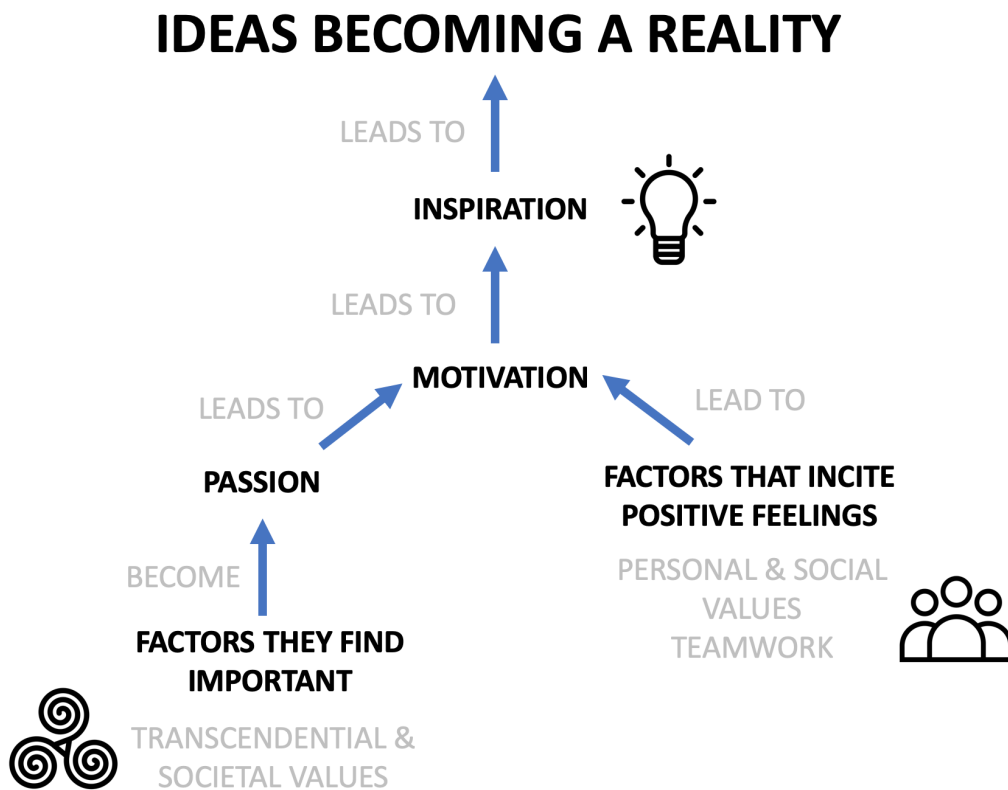 IDEAS BECOMING A REALITY
LEADS TO
INSPIRATION
LEADS TO
MOTIVATION
LEADS TO
LEAD TO
PASSION
FACTORS THAT INCITE
POSITIVE FEELINGS
BECOME
PERSONAL & SOCIAL
VALUES
TEAMWORK
FACTORS THEY FIND
IMPORTANT
TRANSCENDENTIAL &
SOCIETAL VALUES